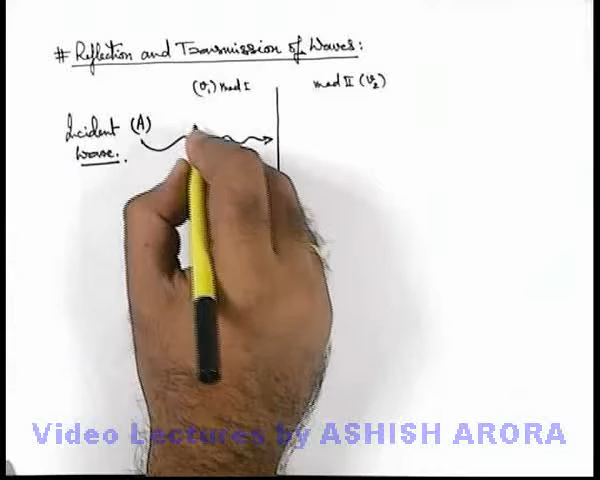 # Reflection and Transmission of Waves:
(v₁) med I
med II (v₂)
Incident (A)
Wave.
Video Lectures by ASHISH ARORA